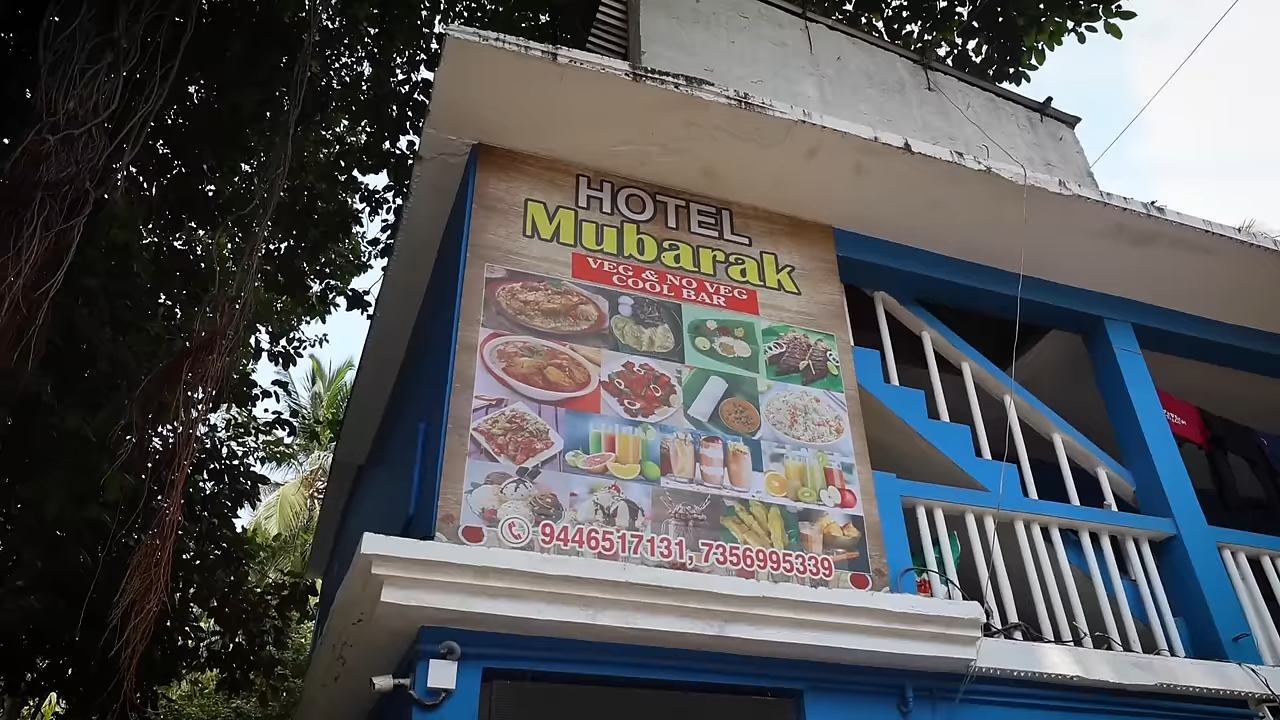 HOTEL
Mubarak
VEG & NO VEG
COOL BAR
9446517131, 7356995339